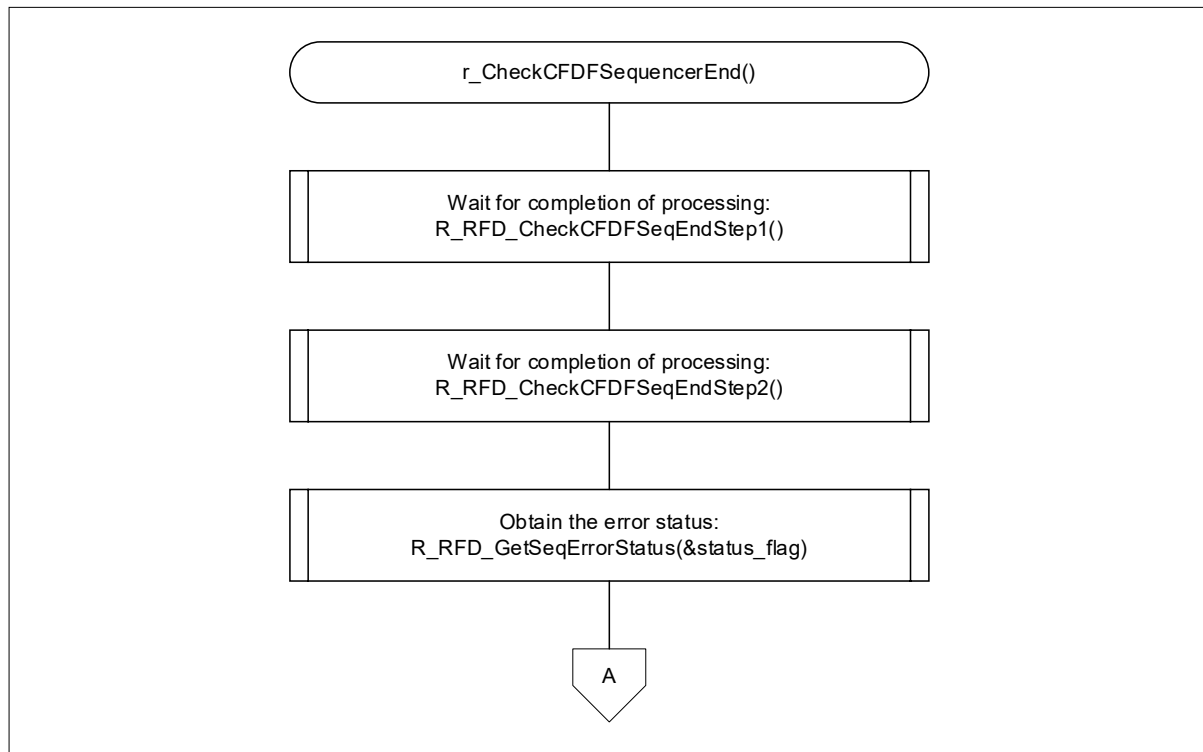 r_CheckCFDFSequencerEnd()
Wait for completion of processing:
R_RFD_CheckCFDFSeqEndStep1()
Wait for completion of processing:
R_RFD_CheckCFDFSeqEndStep2()
Obtain the error status:
R_RFD_GetSeqErrorStatus(&status_flag)
A